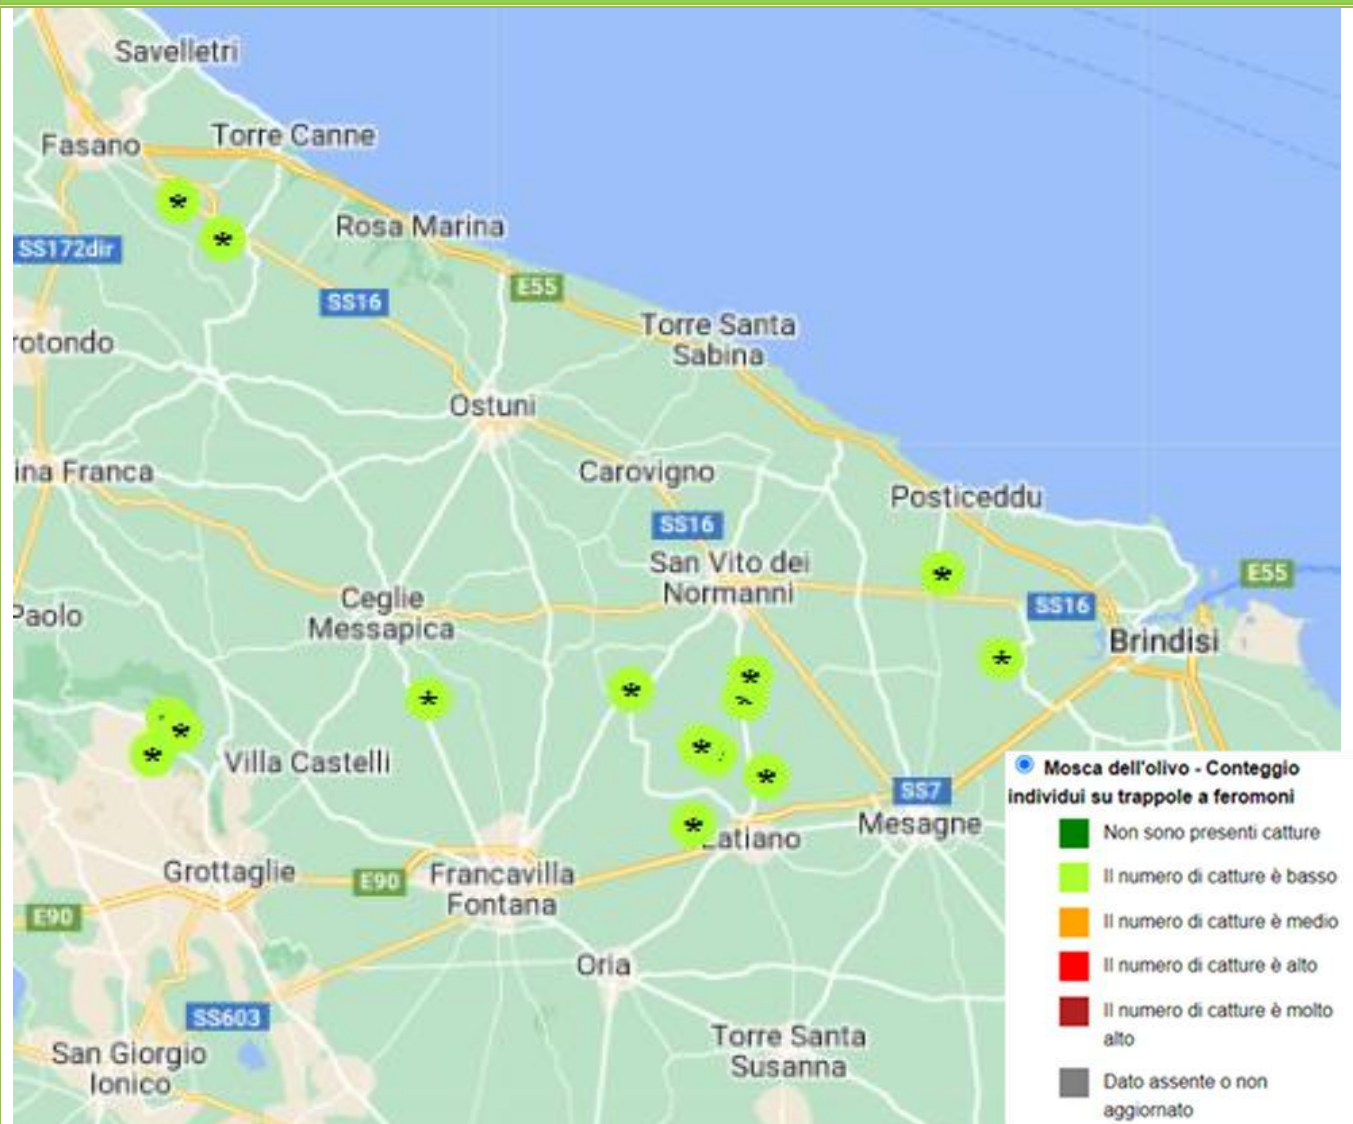 Savelletri
Fasano
Torre Canne
Rosa Marina
SS172dir
E55
SS16
Torre Santa
Sabina
rotondo
Ostuni
ina Franca
Carovigno
Posticeddu
SS16
San Vito dei
Normanni
E55
Ceglie
Messapica
SS16
Paolo
Brindisi
Villa Castelli
SS7
Mesagne
Latiano
Grottaglie
E90
Francavilla
Fontana
E90
Oria
SS603
San Giorgio
Ionico
Torre Santa
Susanna
Mosca dell'olivo - Conteggio
individui su trappole a feromoni
Non sono presenti catture
Il numero di catture è basso
Il numero di catture è medio
Il numero di catture è alto
Il numero di catture è molto
alto
Dato assente o non
aggiornato